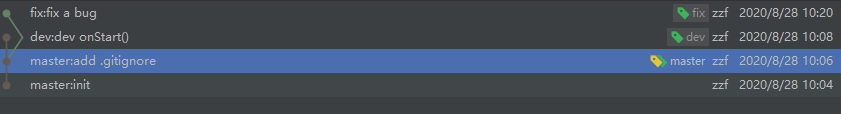 fix:fix a bug fix zzf 2020/8/28 10:20
dev:dev onStart() dev zzf 2020/8/28 10:08
master:add .gitignore master zzf 2020/8/28 10:06
master:init zzf 2020/8/28 10:04